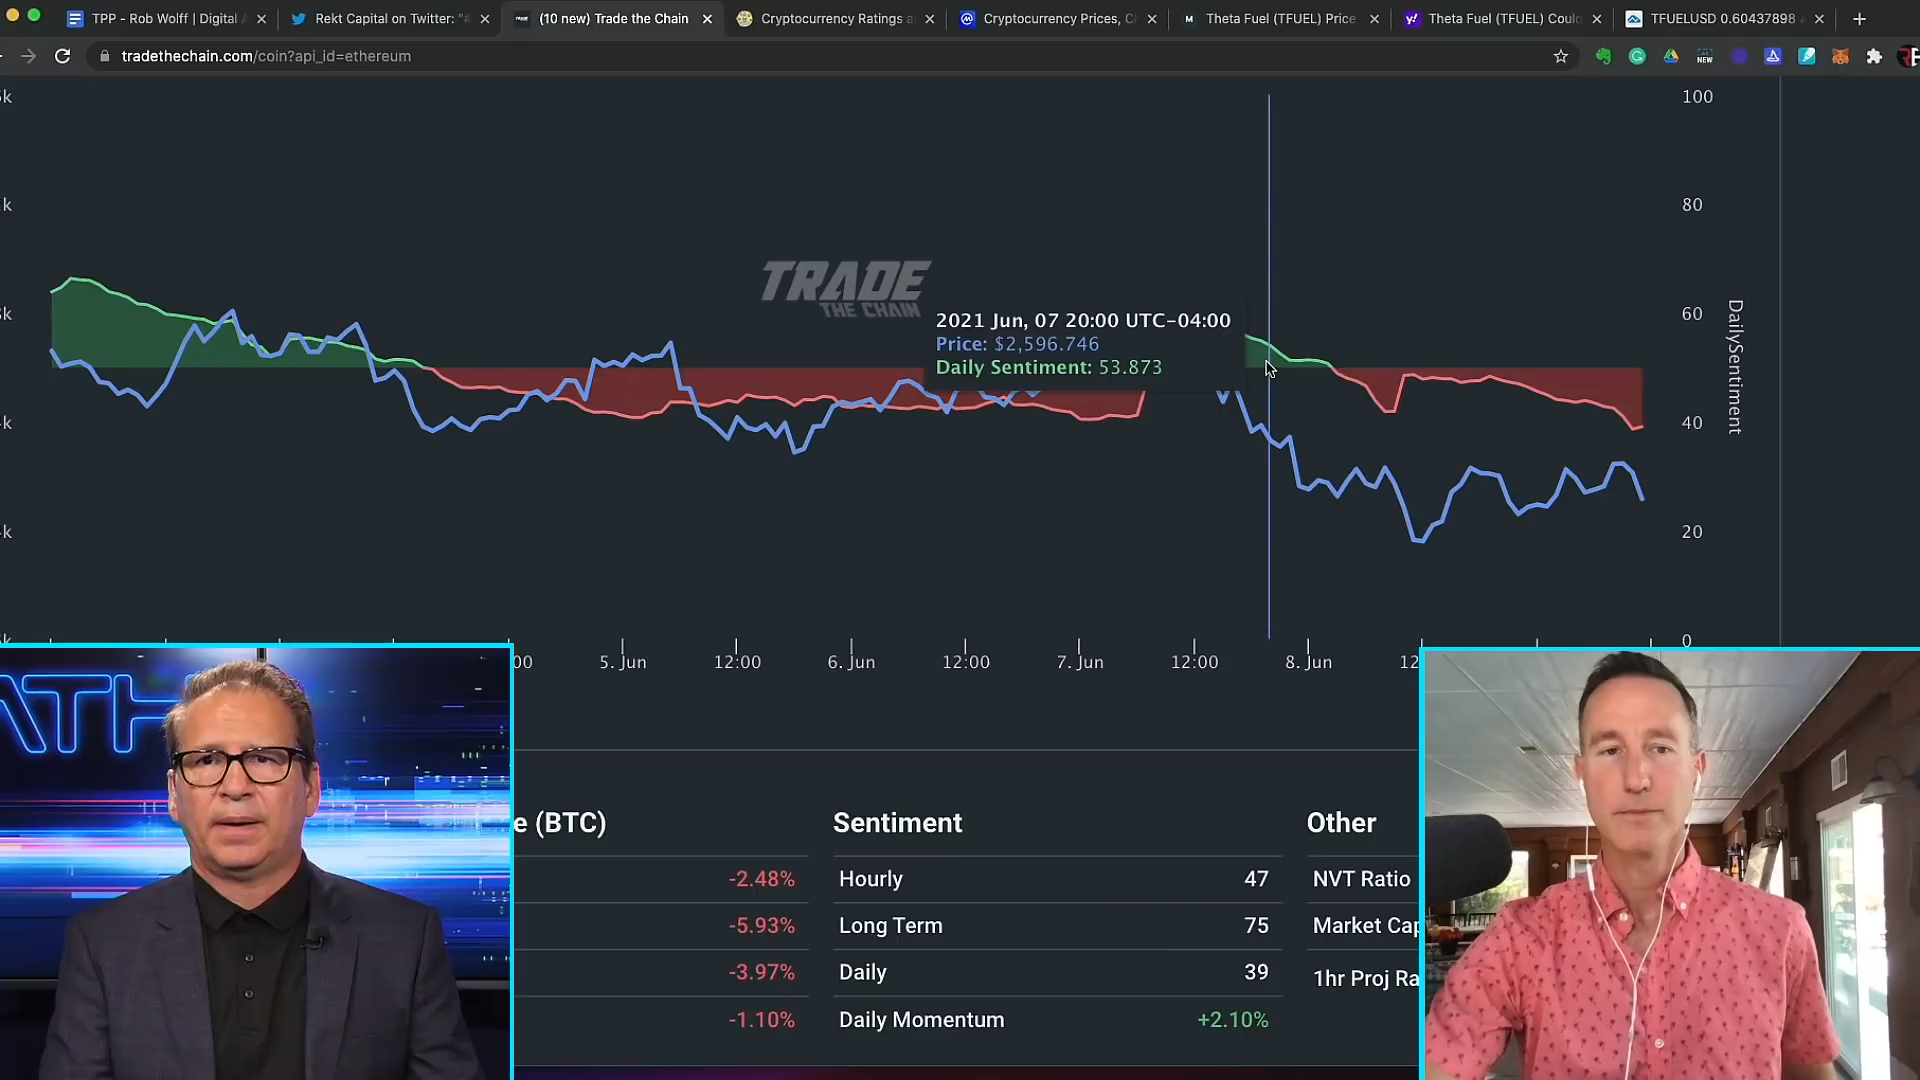 TPP - Rob Wolff | Digital A
Rekt Capital on Twitter: "#
(10 new) Trade the Chain
Cryptocurrency Ratings a
Cryptocurrency Prices, C
Theta Fuel (TFUEL) Price
Theta Fuel (TFUEL) Coul
TFUELUSD 0.60437898
tradethechain.com/coin?api_id=ethereum
NEW
100
80
60
40
20
0
DailySentiment
TRADE
THE CHAIN
2021 Jun, 07 20:00 UTC-04:00
Price: $2,596.746
Daily Sentiment: 53.873
00
5. Jun
12:00
6. Jun
12:00
7. Jun
12:00
8. Jun
12
ATH
e (BTC)
-2.48%
-5.93%
-3.97%
-1.10%
Sentiment
Hourly 47
Long Term 75
Daily 39
Daily Momentum +2.10%
Other
NVT Ratio
Market Cap
1hr Proj Ra